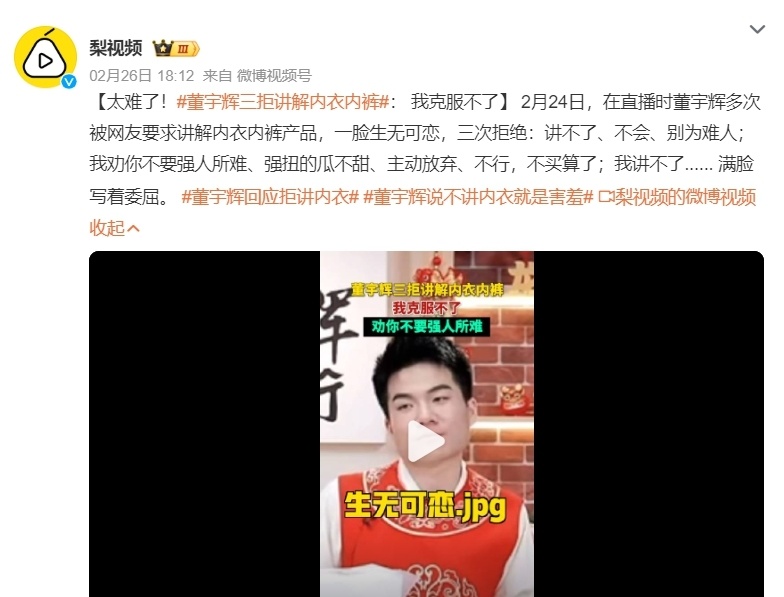 梨视频
III
02月26日 18:12 来自 微博视频号
【太难了！#董宇辉三拒讲解内衣内裤#： 我克服不了】2月24日，在直播时董宇辉多次
被网友要求讲解内衣内裤产品，一脸生无可恋，三次拒绝：讲不了、不会、别为难人；
我劝你不要强人所难、强扭的瓜不甜、主动放弃、不行，不买算了；我讲不了...... 满脸
写着委屈。 #董宇辉回应拒讲内衣# #董宇辉说不讲内衣就是害羞# 梨视频的微博视频
收起
董宇辉三拒讲解内衣内裤
我克服不了
劝你不要强人所难
辉
行
生无可恋.jpg